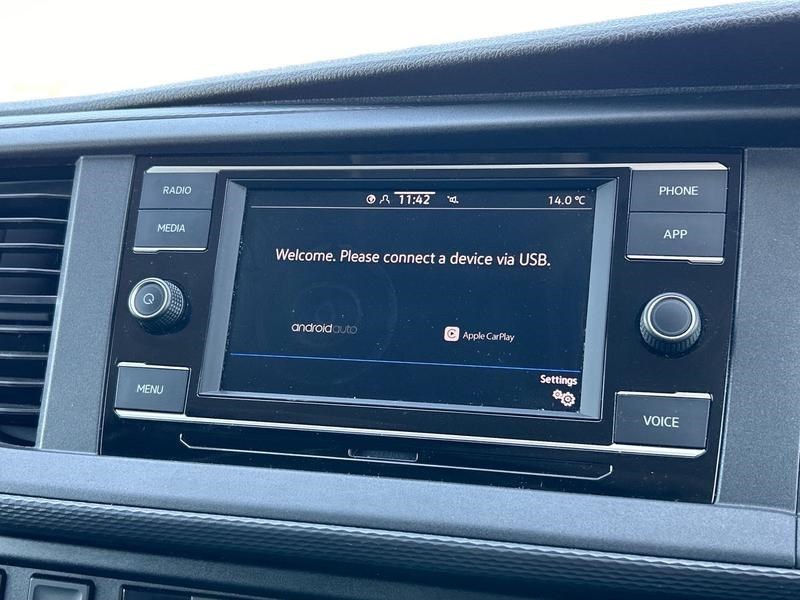 RADIO
MEDIA
MENU
11:42
14.0 °C
Welcome. Please connect a device via USB.
androidauto
Apple CarPlay
Settings
PHONE
APP
VOICE